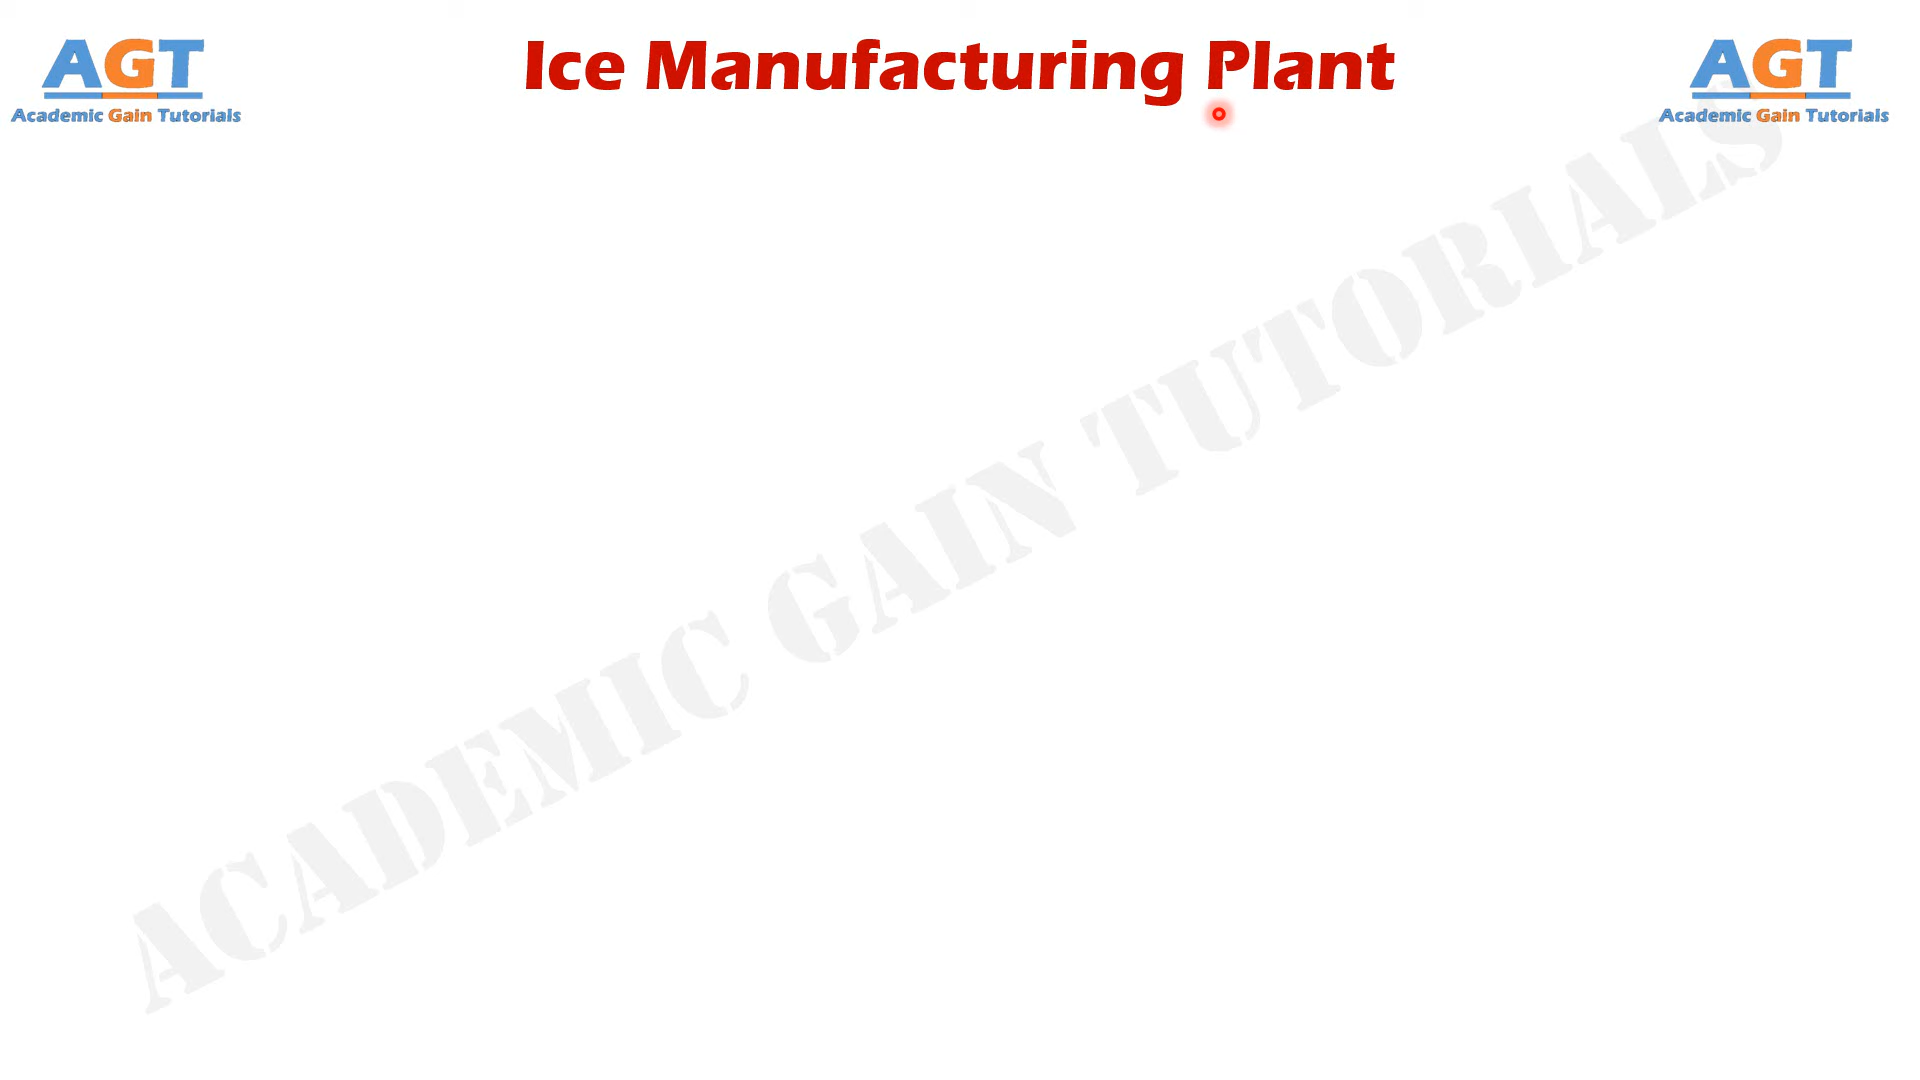 AGT
Academic Gain Tutorials
Ice Manufacturing Plant
AGT
Academic Gain Tutorials
ACADEMIC GAIN TUTORIALS